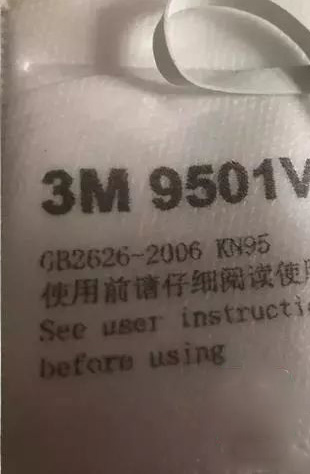 3M 9501V
GB2626-2006 KN95
使用前请仔细阅读使用
See user instructi
before using